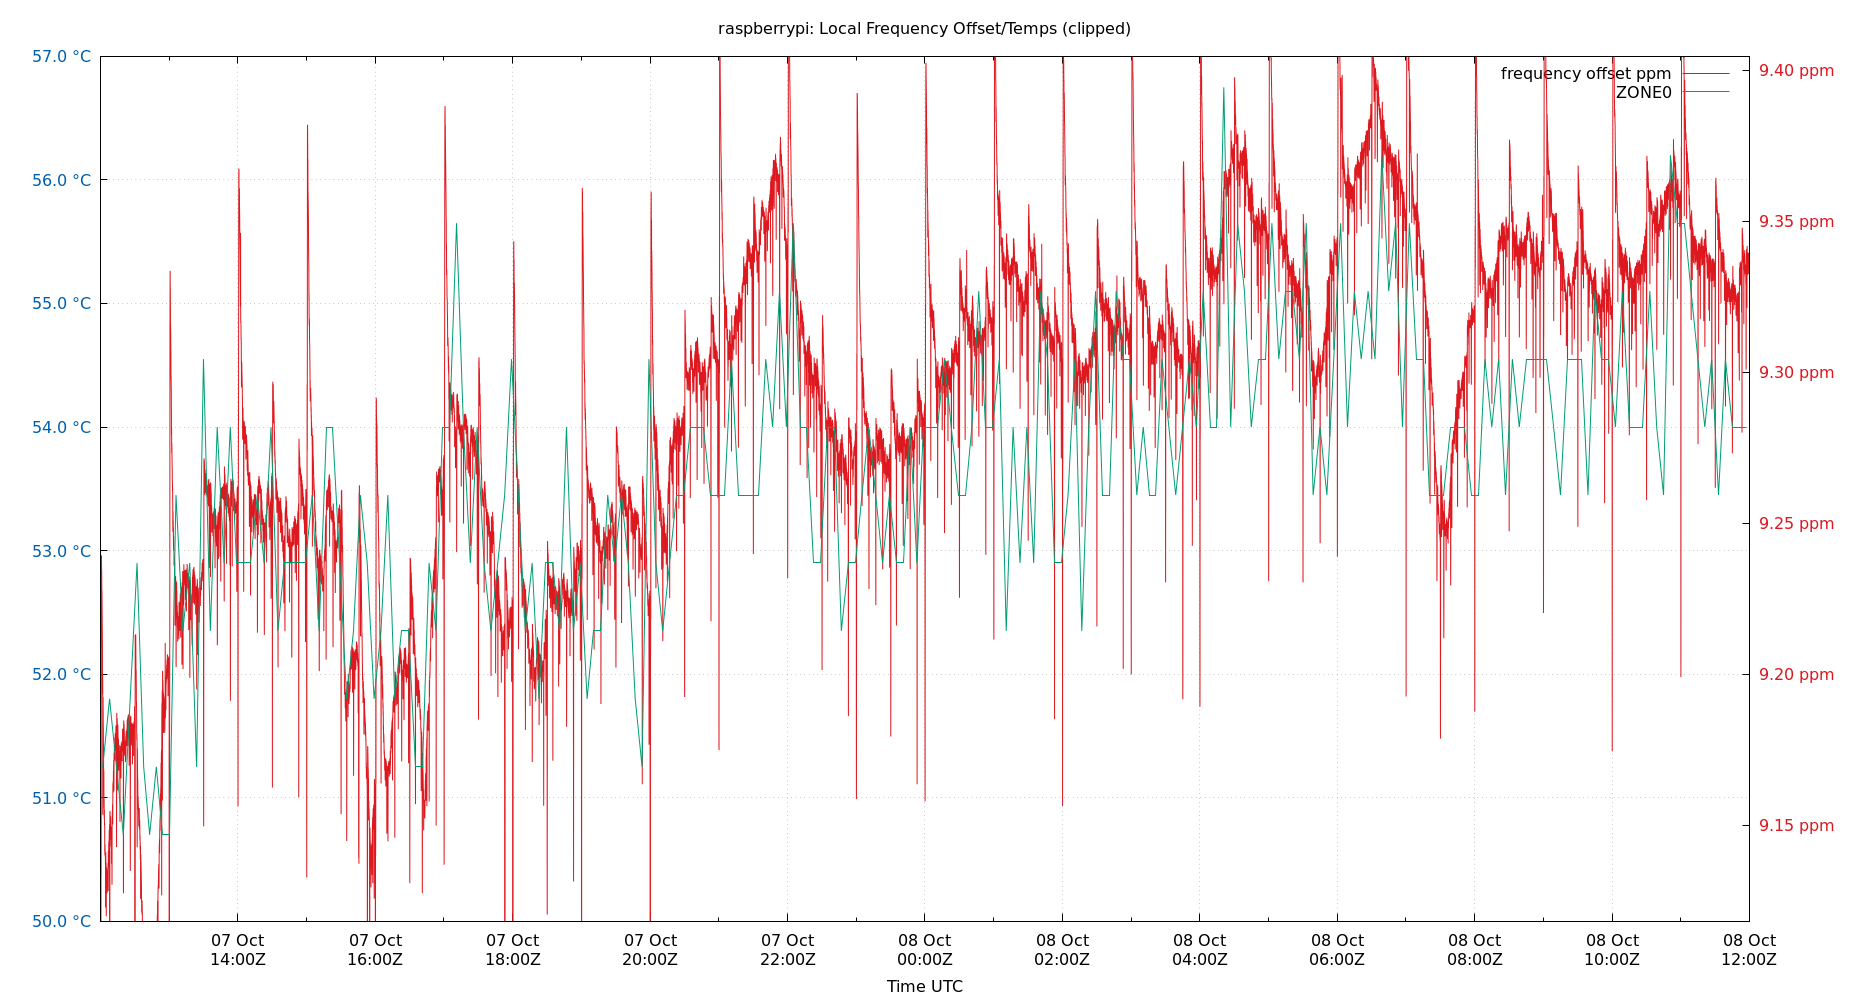 raspberrypi: Local Frequency Offset/Temps (clipped)
57.0 °C
56.0 °C
55.0 °C
54.0 °C
53.0 °C
52.0 °C
51.0 °C
50.0 °C
frequency offset ppm
ZONE0
9.40 ppm
9.35 ppm
9.30 ppm
9.25 ppm
9.20 ppm
9.15 ppm
07 Oct
14:00Z
07 Oct
16:00Z
07 Oct
18:00Z
07 Oct
20:00Z
07 Oct
22:00Z
08 Oct
00:00Z
08 Oct
02:00Z
08 Oct
04:00Z
08 Oct
06:00Z
08 Oct
08:00Z
08 Oct
10:00Z
08 Oct
12:00Z
Time UTC